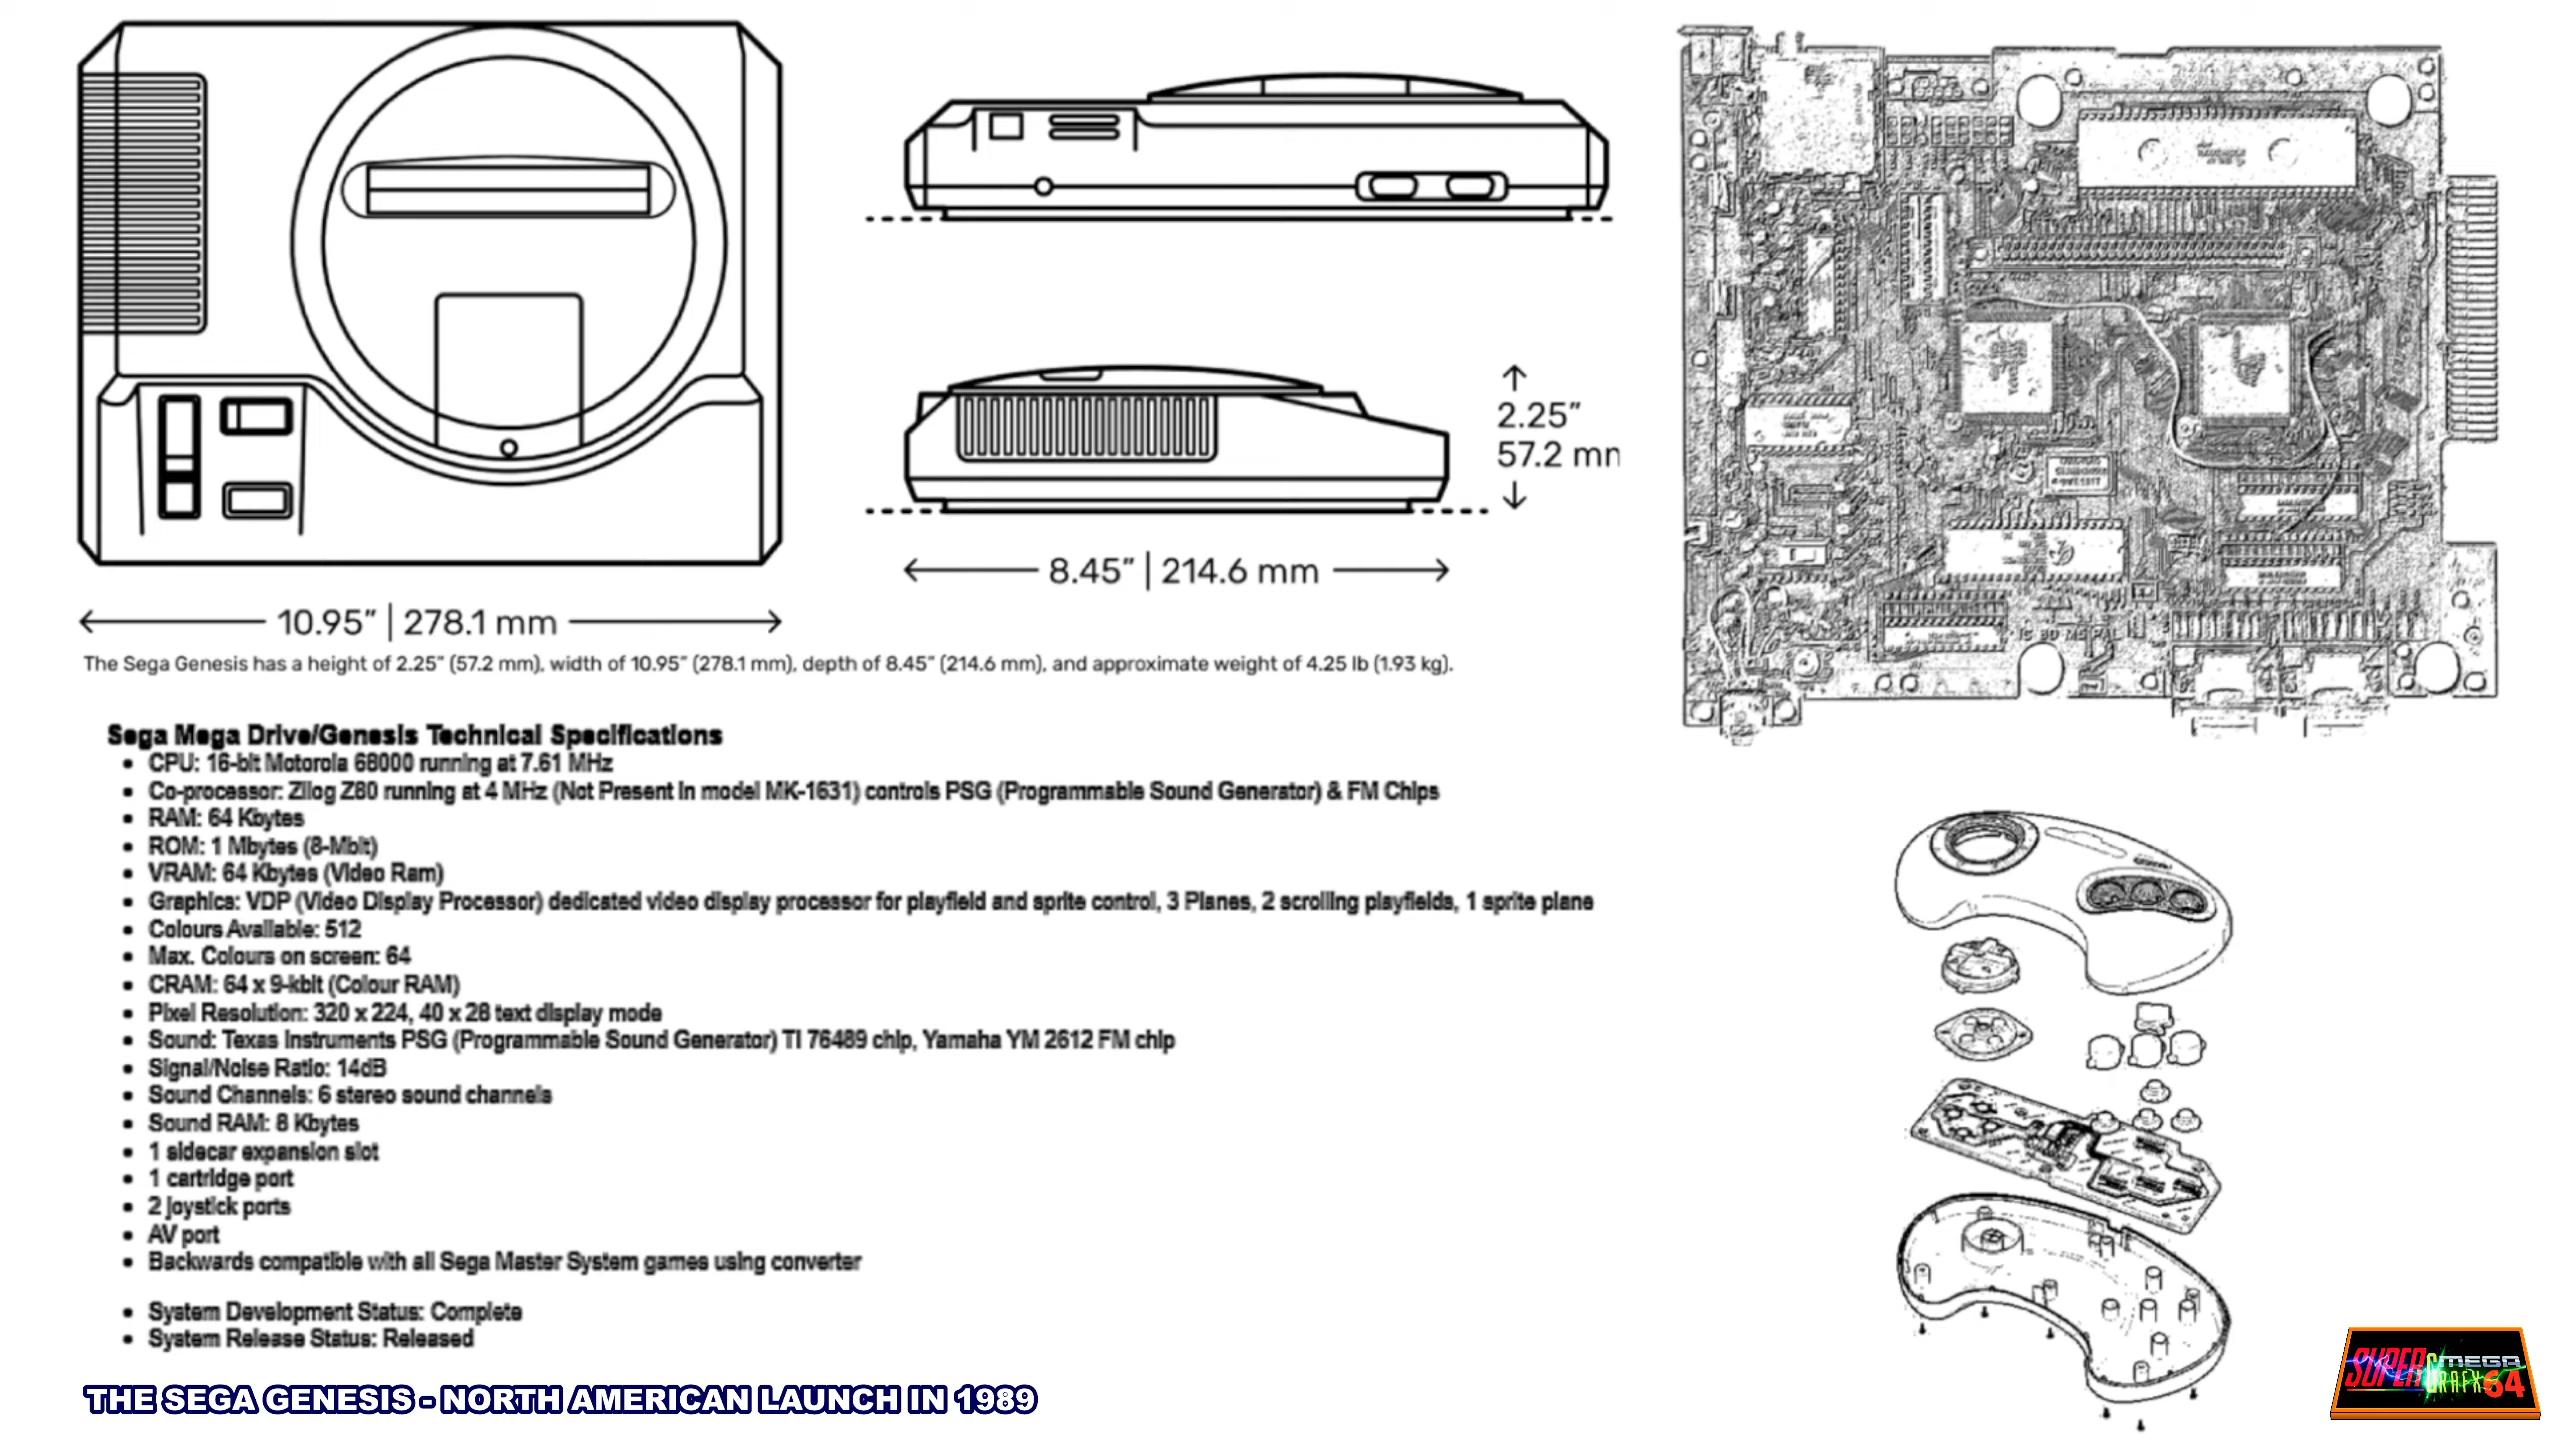 2.25″
57.2 mm
8.45″ | 214.6 mm
10.95″ | 278.1 mm
The Sega Genesis has a height of 2.25″ (57.2 mm), width of 10.95″ (278.1 mm), depth of 8.45″ (214.6 mm), and approximate weight of 4.25 lb (1.93 kg).
Sega Mega Drive/Genesis Technical Specifications
• CPU: 16-bit Motorola 68000 running at 7.61 MHz
• Co-processor: Zilog Z80 running at 4 MHz (Not Present in model MK-1631) controls PSG (Programmable Sound Generator) & FM Chips
• RAM: 64 Kbytes
• ROM: 1 Mbytes (8-Mbit)
• VRAM: 64 Kbytes (Video Ram)
• Graphics: VDP (Video Display Processor) dedicated video display processor for playfield and sprite control, 3 Planes, 2 scrolling playfields, 1 sprite plane
• Colours Available: 512
• Max. Colours on screen: 64
• CRAM: 64 x 9-kbit (Colour RAM)
• Pixel Resolution: 320 x 224, 40 x 28 text display mode
• Sound: Texas Instruments PSG (Programmable Sound Generator) TI 76489 chip, Yamaha YM 2612 FM chip
• Signal/Noise Ratio: 14dB
• Sound Channels: 6 stereo sound channels
• Sound RAM: 8 Kbytes
• 1 sidecar expansion slot
• 1 cartridge port
• 2 joystick ports
• AV port
• Backwards compatible with all Sega Master System games using converter
• System Development Status: Complete
• System Release Status: Released
THE SEGA GENESIS - NORTH AMERICAN LAUNCH IN 1989
IC BD M5 PAL
SUPER OMEGA
GRAFX 64